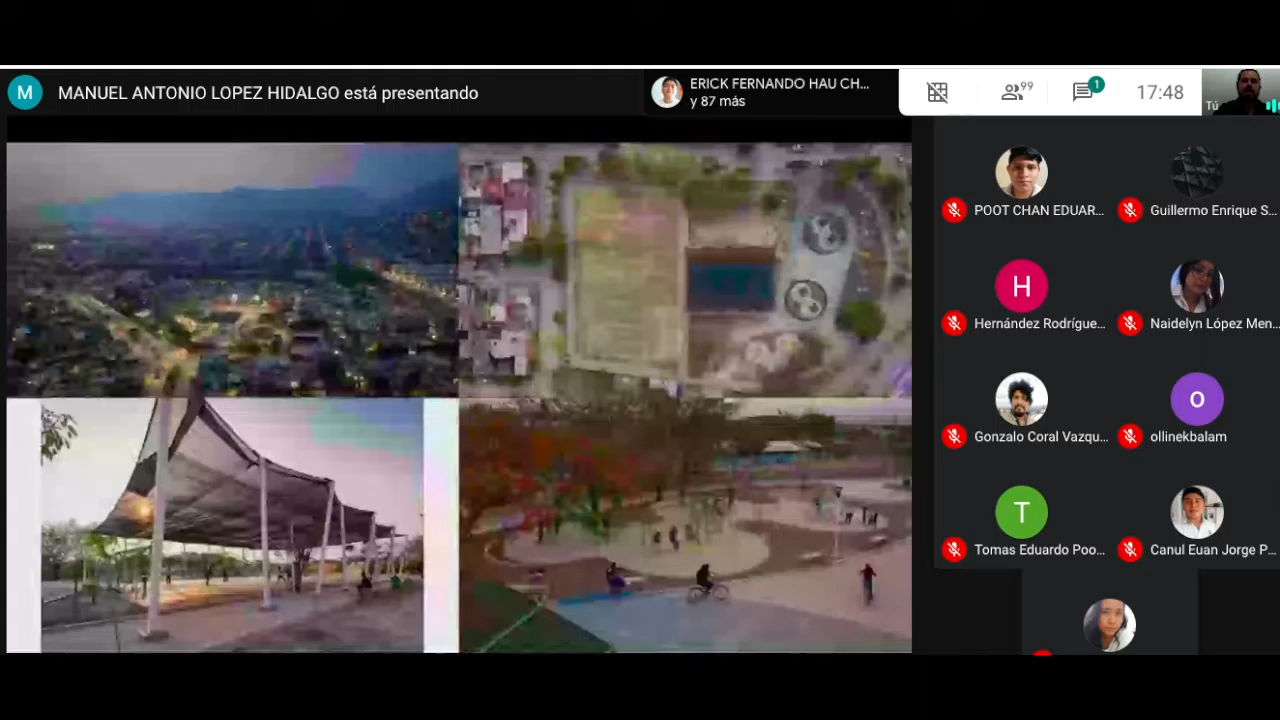 M
MANUEL ANTONIO LOPEZ HIDALGO está presentando
ERICK FERNANDO HAU CH...
y 87 más
99
1
17:48
Tú
POOT CHAN EDUAR...
Guillermo Enrique S...
H
Hernández Rodrígue...
Naidelyn López Men...
Gonzalo Coral Vazqu...
O
ollinekbalam
T
Tomas Eduardo Poo...
Canul Euan Jorge P...